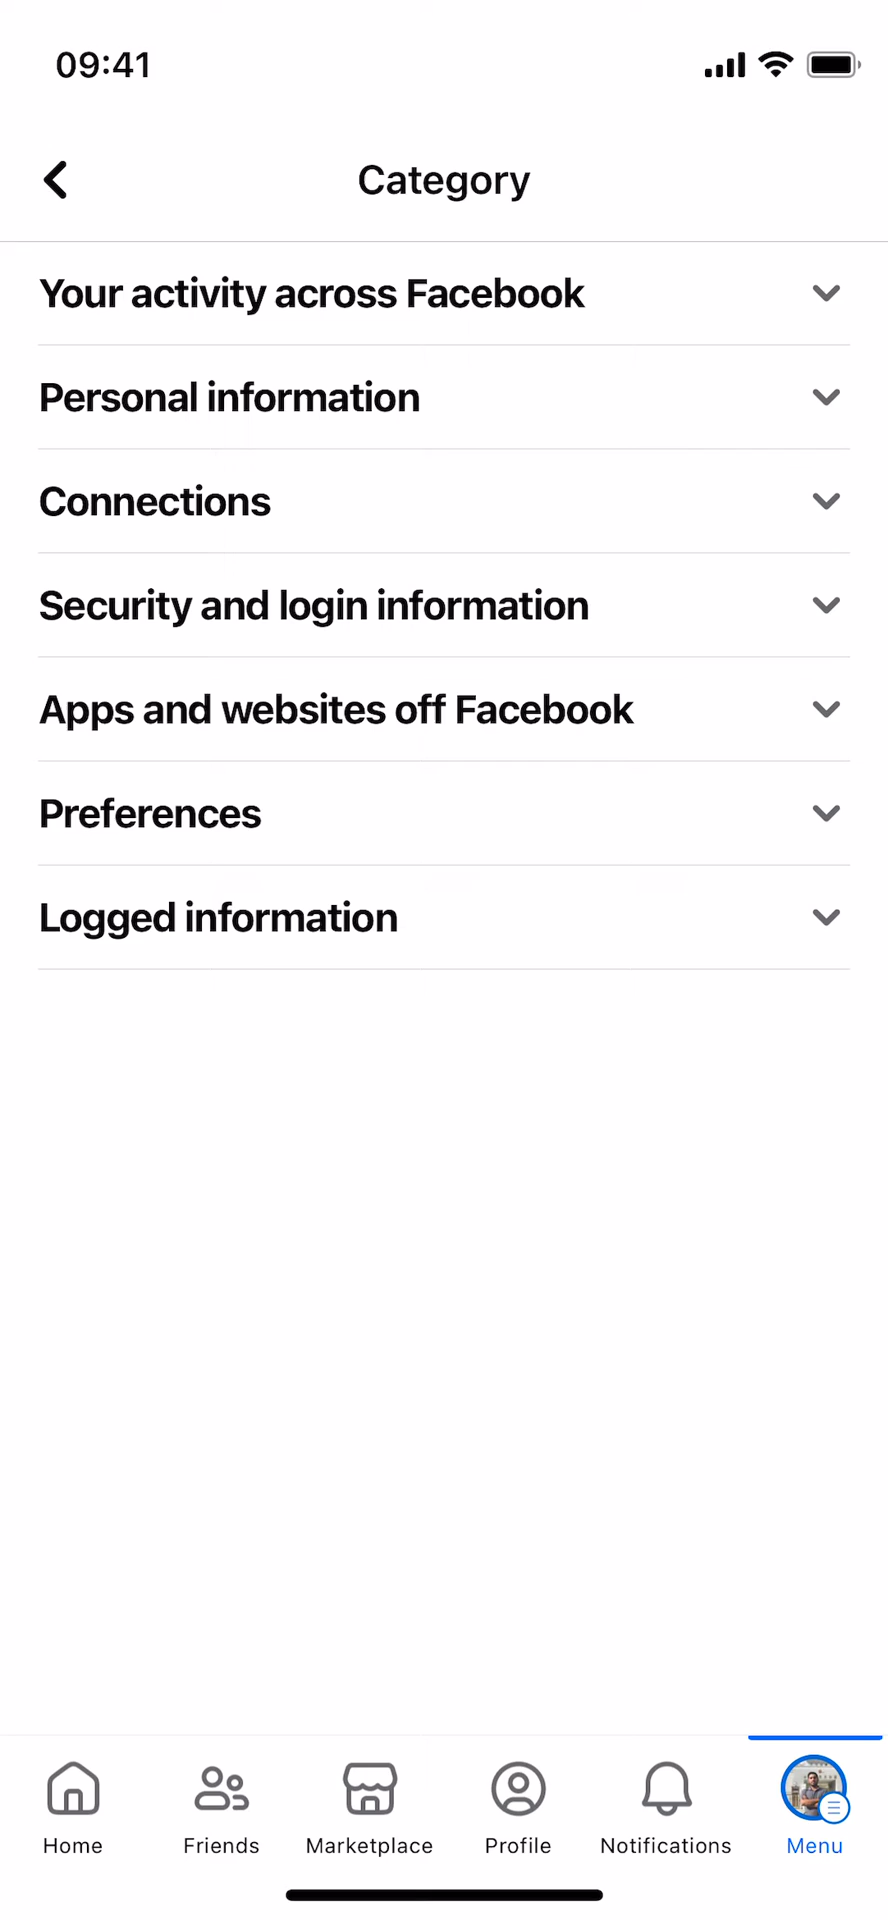 09:41
Category
Your activity across Facebook
Personal information
Connections
Security and login information
Apps and websites off Facebook
Preferences
Logged information
Home
Friends
Marketplace
Profile
Notifications
Menu